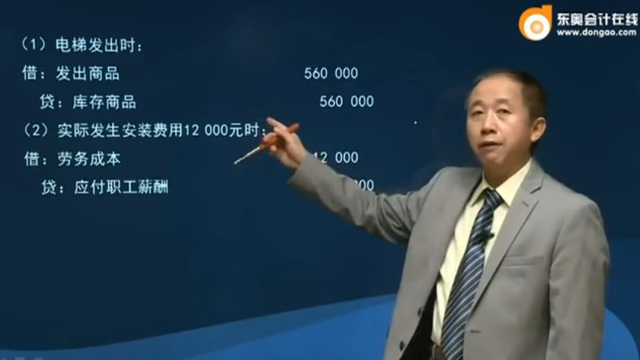 东奥会计在线
www.dongao.com
(1)电梯发出时:
借:发出商品 560 000
贷:库存商品 560 000
(2)实际发生安装费用12 000元时:
借:劳务成本 12 000
贷:应付职工薪酬 000